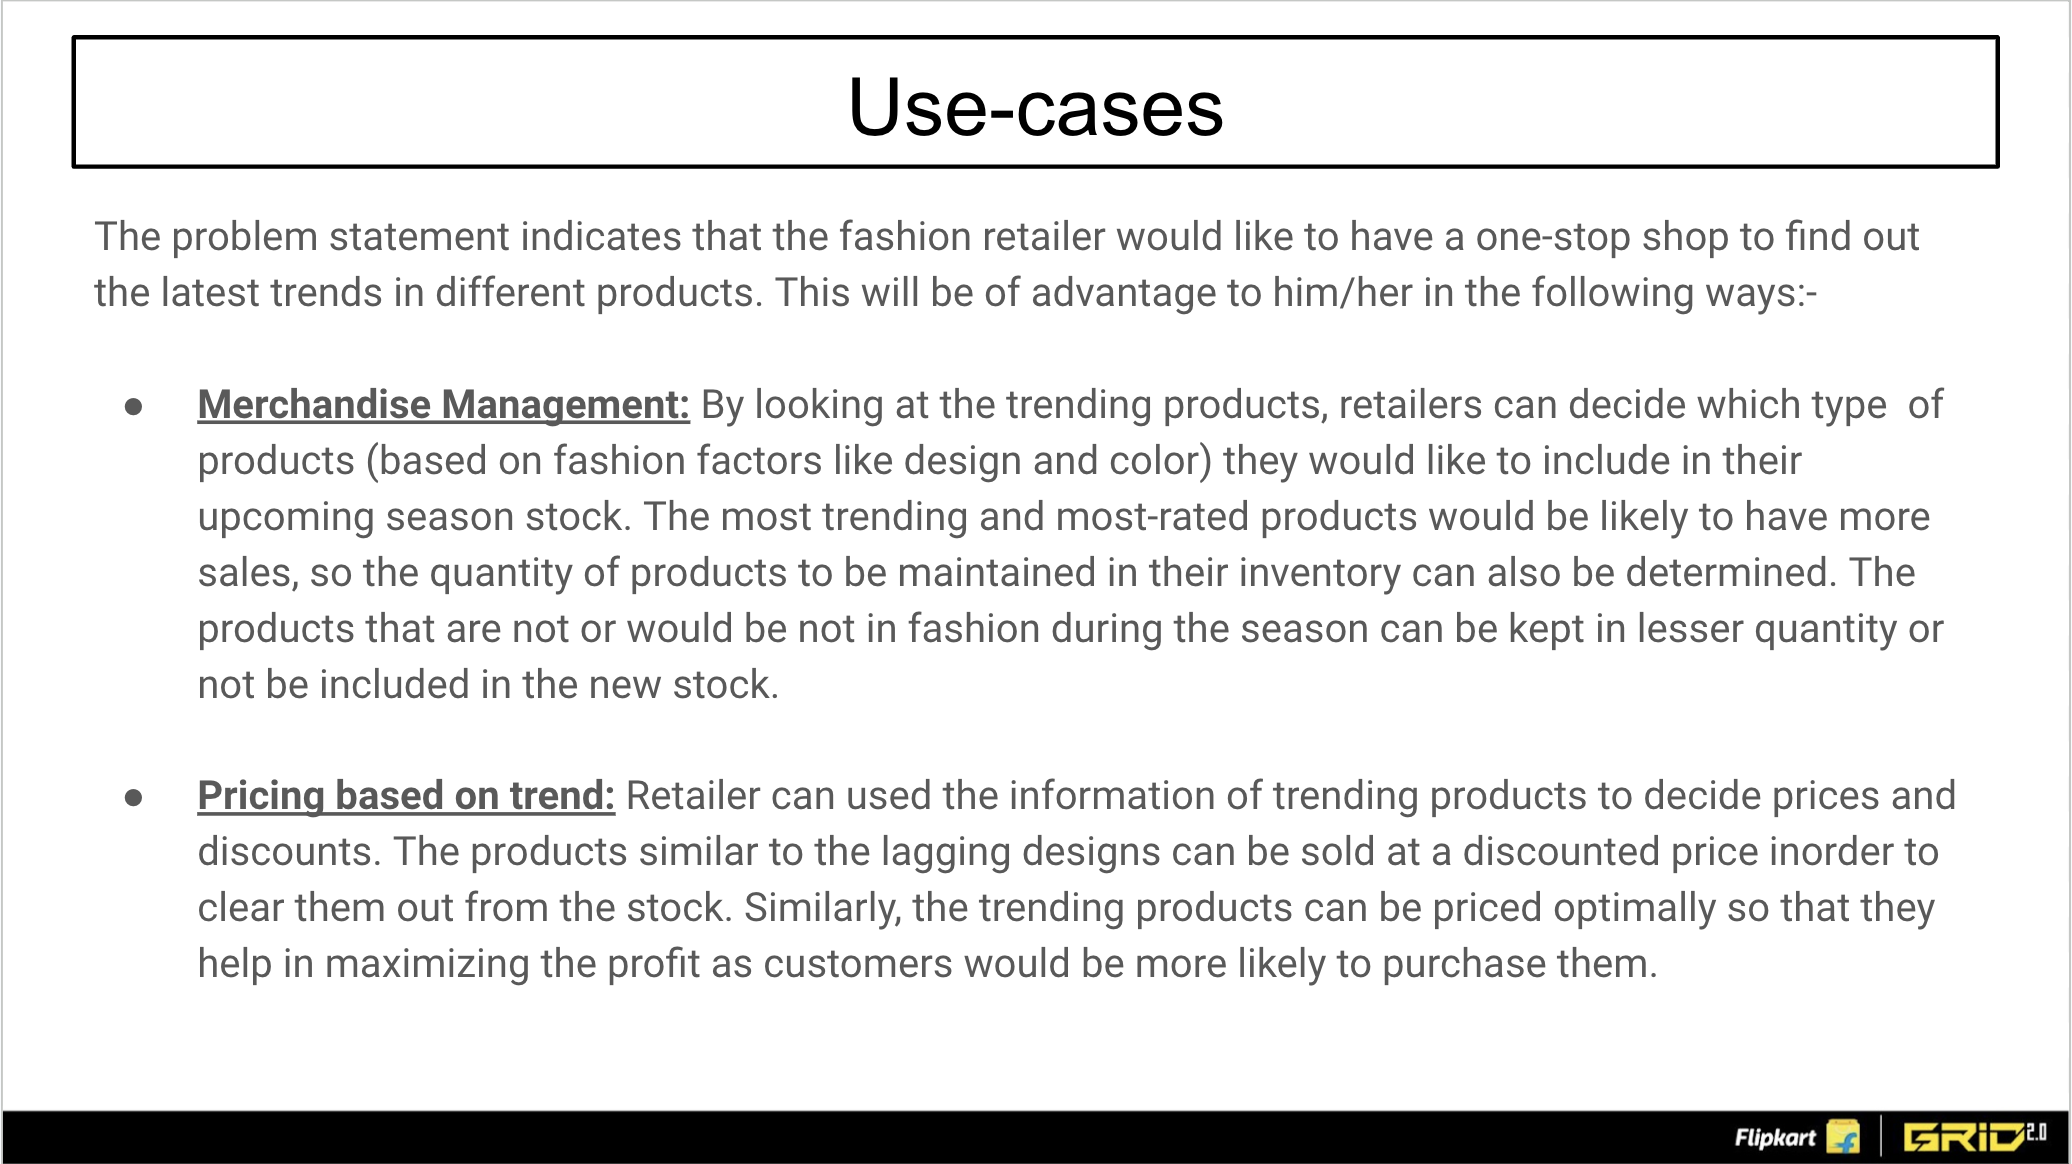 Use-cases
The problem statement indicates that the fashion retailer would like to have a one-stop shop to find out
the latest trends in different products. This will be of advantage to him/her in the following ways:-
● Merchandise Management: By looking at the trending products, retailers can decide which type  of
products (based on fashion factors like design and color) they would like to include in their
upcoming season stock. The most trending and most-rated products would be likely to have more
sales, so the quantity of products to be maintained in their inventory can also be determined. The
products that are not or would be not in fashion during the season can be kept in lesser quantity or
not be included in the new stock.
● Pricing based on trend: Retailer can used the information of trending products to decide prices and
discounts. The products similar to the lagging designs can be sold at a discounted price inorder to
clear them out from the stock. Similarly, the trending products can be priced optimally so that they
help in maximizing the profit as customers would be more likely to purchase them.
Flipkart GRiD 2.0